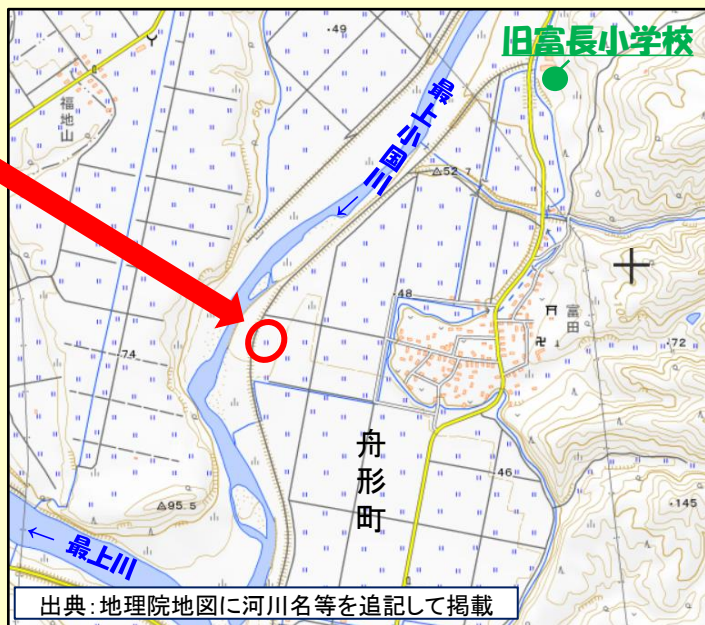 旧富長小学校
・49
福地山
最上小国川
←
△52.7
・48
富田
・72
・74
舟形町
・46
△95.5
・145
← 最上川
出典：地理院地図に河川名等を追記して掲載